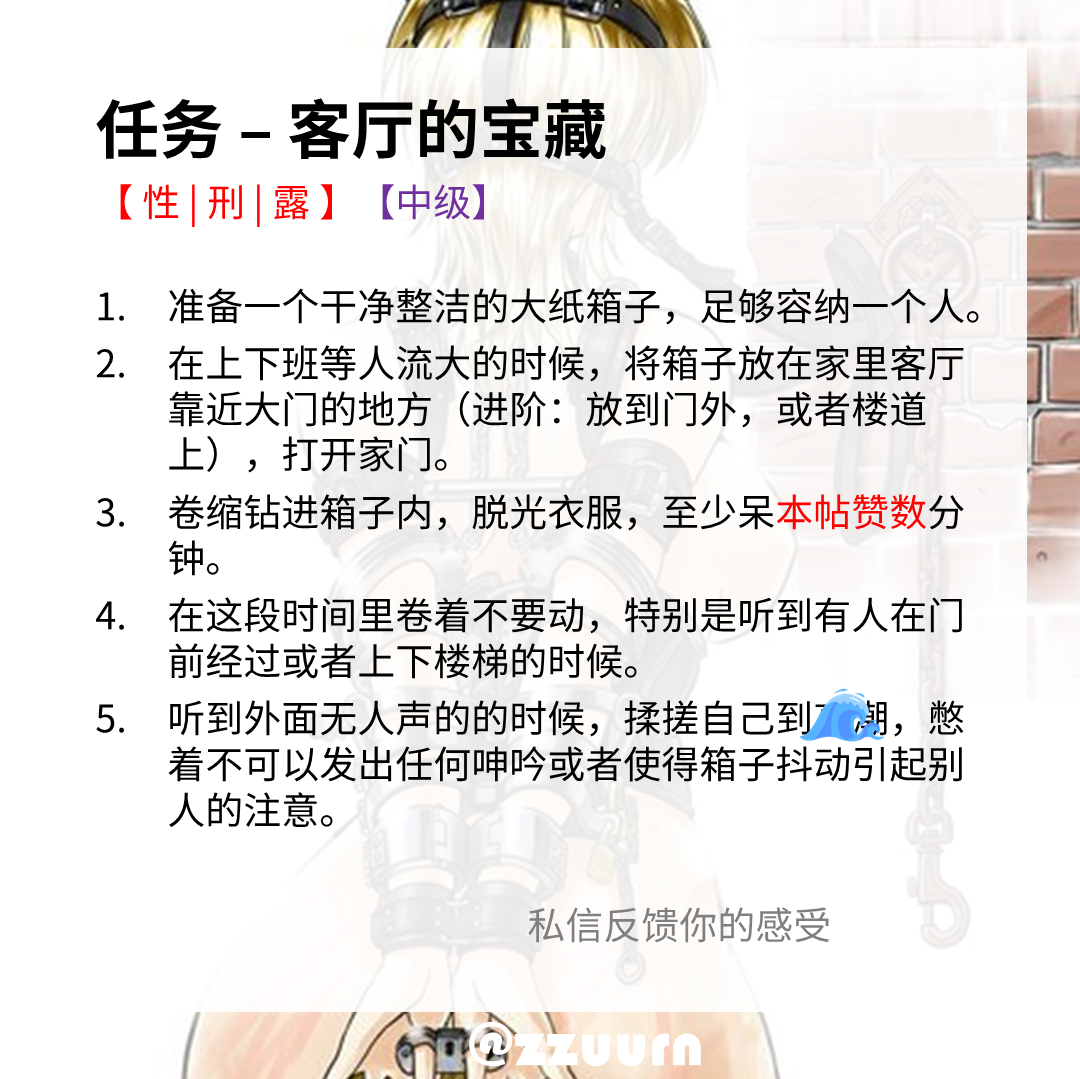 任务 – 客厅的宝藏
【 性 | 刑 | 露 】 【中级】
1. 准备一个干净整洁的大纸箱子，足够容纳一个人。
2. 在上下班等人流大的时候，将箱子放在家里客厅
靠近大门的地方（进阶：放到门外，或者楼道
上），打开家门。
3. 卷缩钻进箱子内，脱光衣服，至少呆本帖赞数分
钟。
4. 在这段时间里卷着不要动，特别是听到有人在门
前经过或者上下楼梯的时候。
5. 听到外面无人声的的时候，揉搓自己到潮，憋
着不可以发出任何呻吟或者使得箱子抖动引起别
人的注意。
私信反馈你的感受
@zzuurn